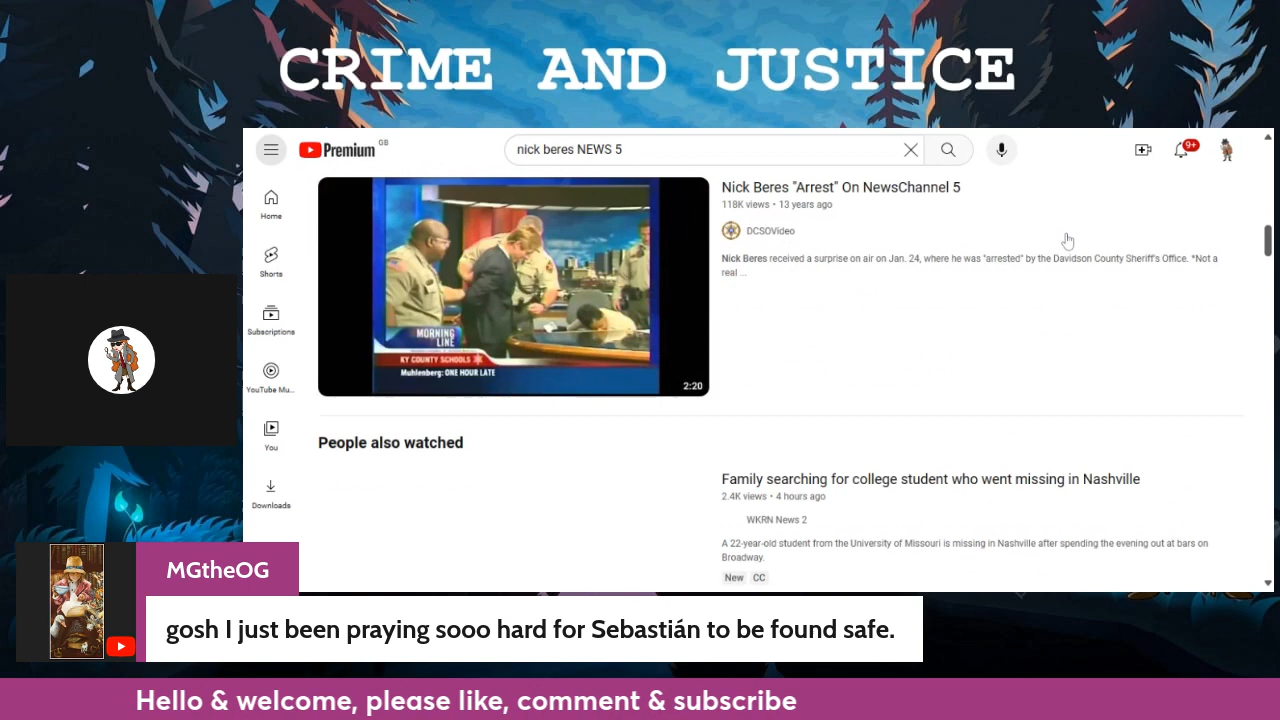 CRIME AND JUSTICE
Premium GB
nick beres NEWS 5
9+
Home
Shorts
Subscriptions
YouTube Mu...
You
Downloads
MORNING
LINE
KY COUNTY SCHOOLS
Muhlenberg: ONE HOUR LATE
2:20
Nick Beres "Arrest" On NewsChannel 5
118K views • 13 years ago
DCSOVideo
Nick Beres received a surprise on air on Jan. 24, where he was "arrested" by the Davidson County Sheriff's Office. *Not a
real ...
People also watched
Family searching for college student who went missing in Nashville
2.4K views • 4 hours ago
WKRN News 2
A 22-year-old student from the University of Missouri is missing in Nashville after spending the evening out at bars on
Broadway.
New CC
MGtheOG
gosh I just been praying sooo hard for Sebastián to be found safe.
Hello & welcome, please like, comment & subscribe